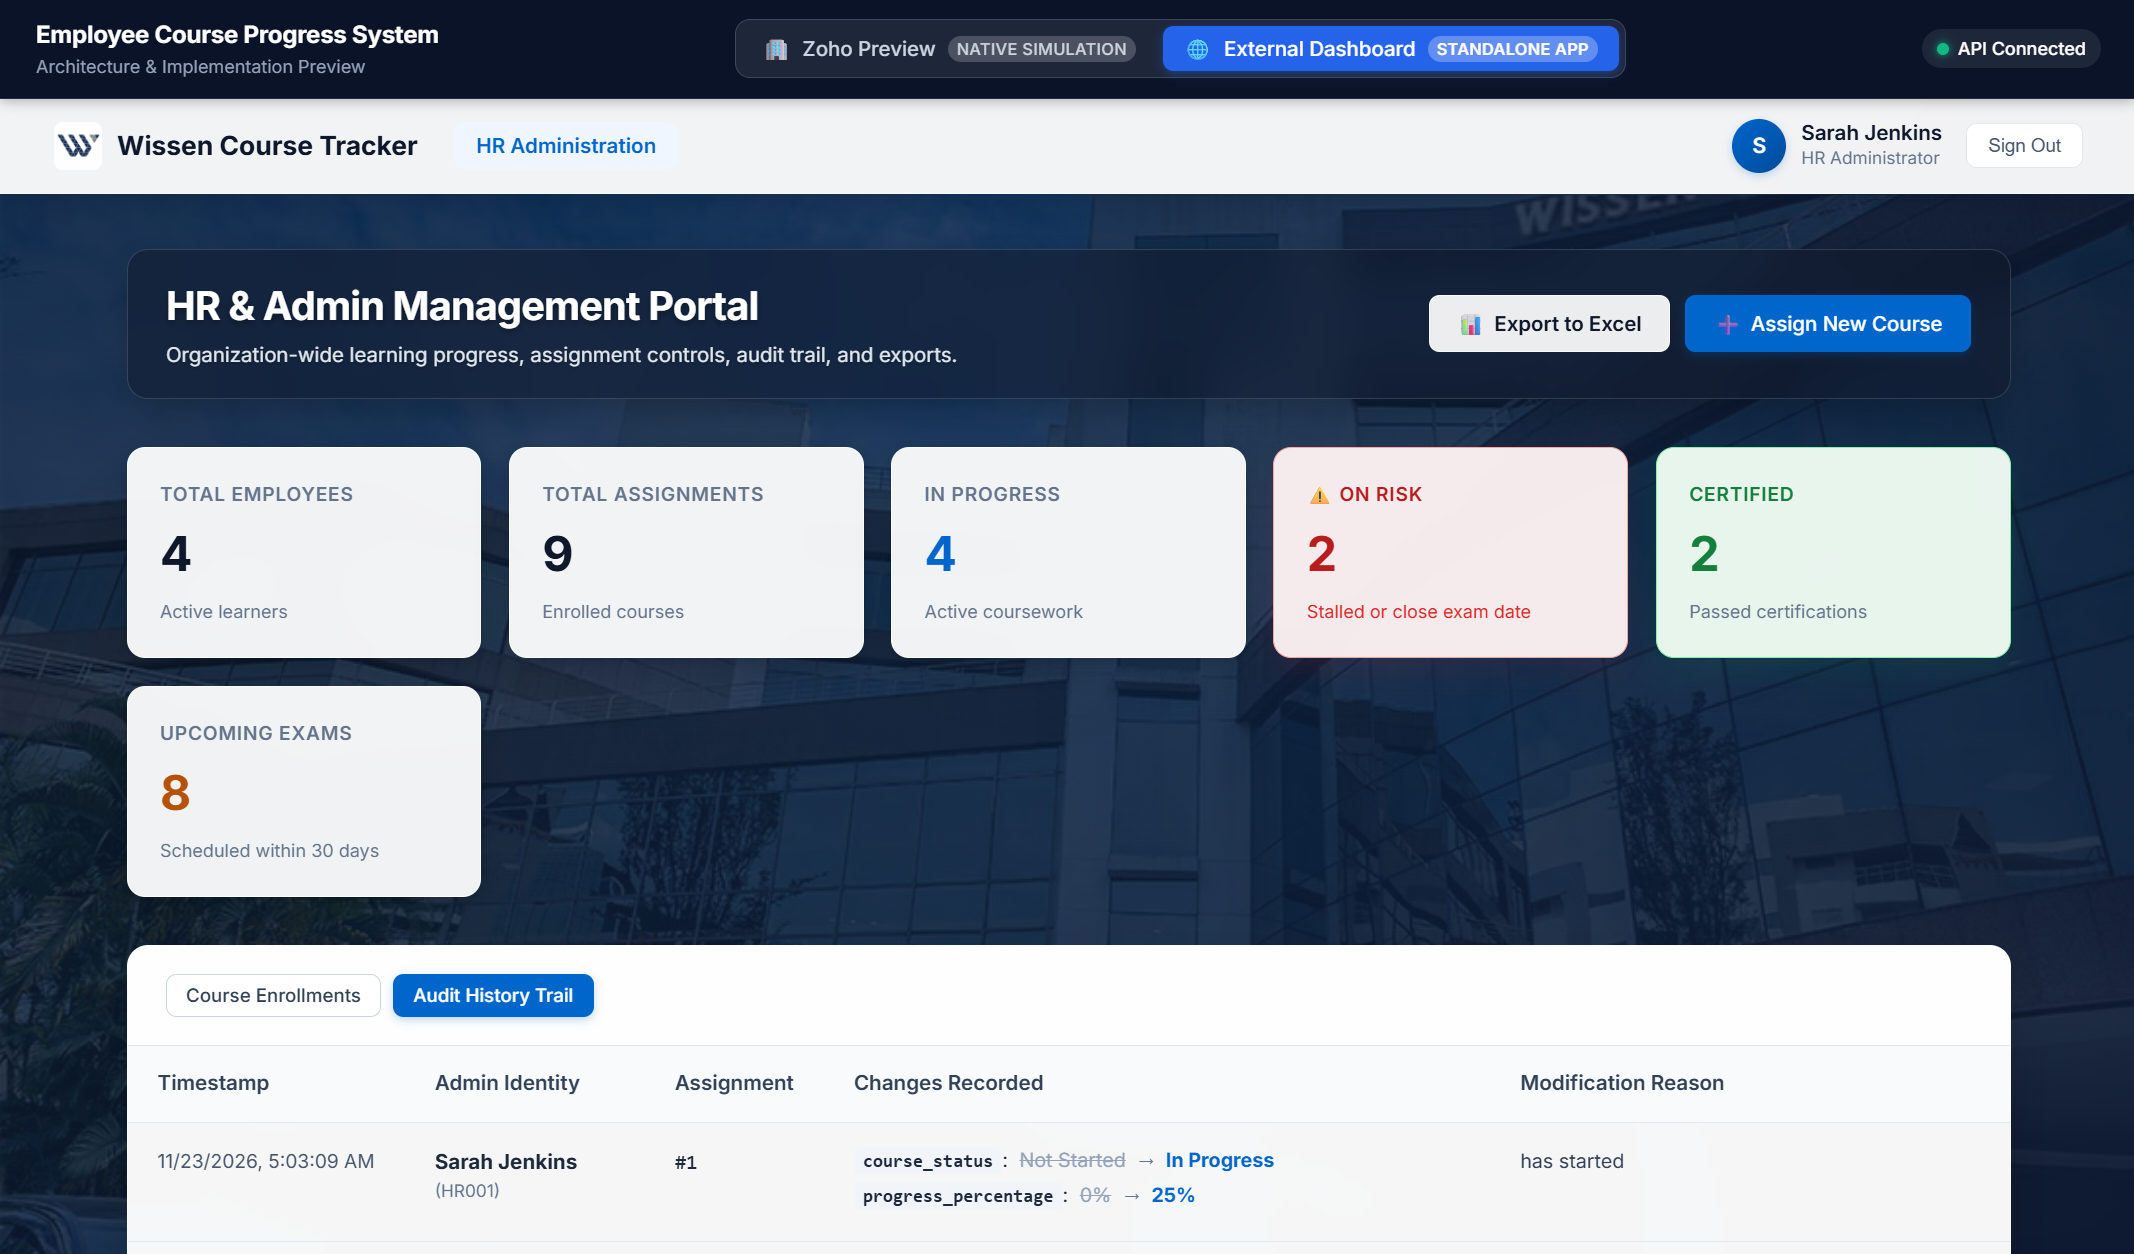 Employee Course Progress System
Architecture & Implementation Preview
Zoho Preview NATIVE SIMULATION
External Dashboard STANDALONE APP
API Connected
Wissen Course Tracker
HR Administration
S
Sarah Jenkins
HR Administrator
Sign Out
WISSEN
HR & Admin Management Portal
Organization-wide learning progress, assignment controls, audit trail, and exports.
Export to Excel
Assign New Course
TOTAL EMPLOYEES
4
Active learners
TOTAL ASSIGNMENTS
9
Enrolled courses
IN PROGRESS
4
Active coursework
ON RISK
2
Stalled or close exam date
CERTIFIED
2
Passed certifications
UPCOMING EXAMS
8
Scheduled within 30 days
Course Enrollments
Audit History Trail
Timestamp Admin Identity Assignment Changes Recorded Modification Reason
11/23/2026, 5:03:09 AM
Sarah Jenkins
(HR001)
#1
course_status : Not Started → In Progress
progress_percentage : 0% → 25%
has started